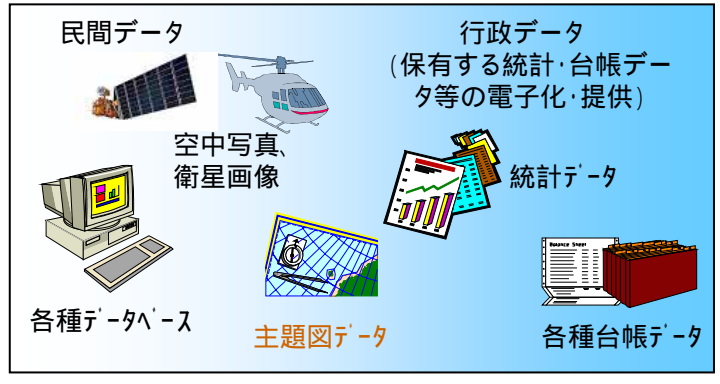 民間データ
行政データ
(保有する統計･台帳デー
タ等の電子化･提供)
空中写真、
衛星画像
統計ﾃﾞｰﾀ
Balance Sheet
各種ﾃﾞｰﾀﾍﾞｰｽ
主題図ﾃﾞｰﾀ
各種台帳ﾃﾞｰﾀ